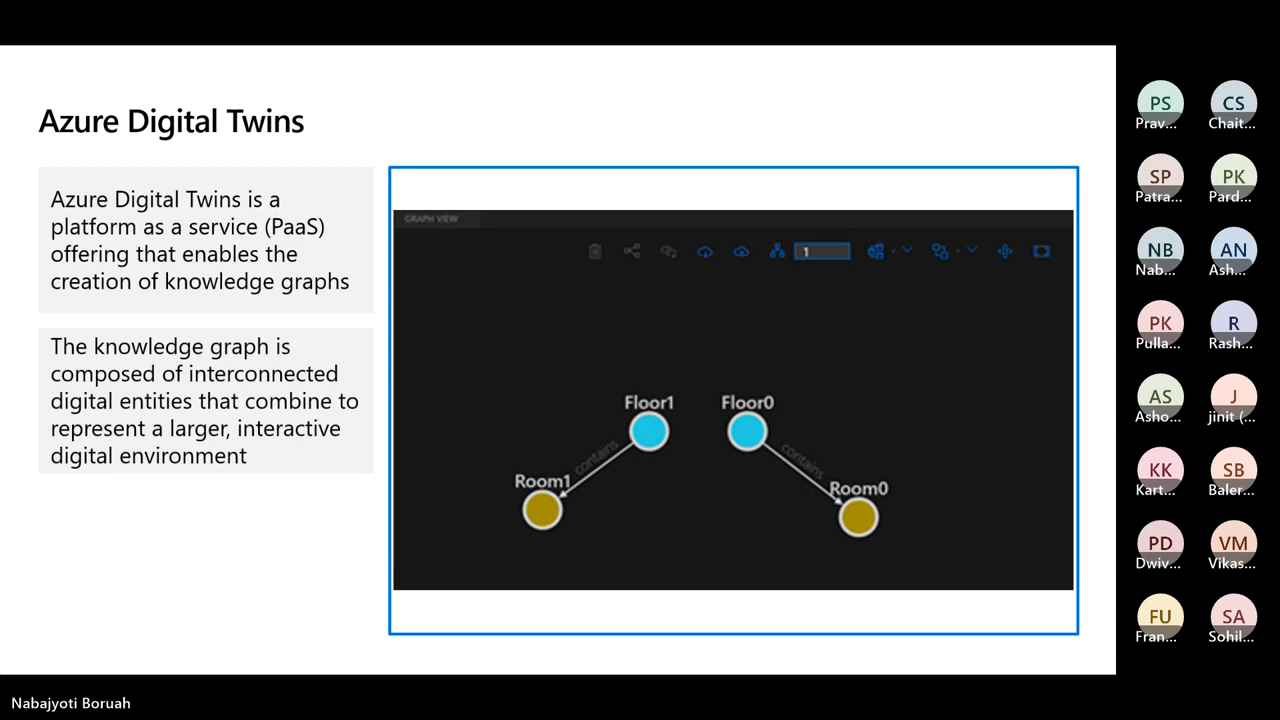 Azure Digital Twins
Azure Digital Twins is a
platform as a service (PaaS)
offering that enables the
creation of knowledge graphs
The knowledge graph is
composed of interconnected
digital entities that combine to
represent a larger, interactive
digital environment
GRAPH VIEW
1
Floor1
Floor0
contains
contains
Room1
Room0
PS
Prav...
CS
Chait...
SP
Patra...
PK
Pard...
NB
Nab...
AN
Ash...
PK
Pulla...
R
Rash...
AS
Asho...
J
jinit (...
KK
Kart...
SB
Baler...
PD
Dwiv...
VM
Vikas...
FU
Fran...
SA
Sohil...
Nabajyoti Boruah